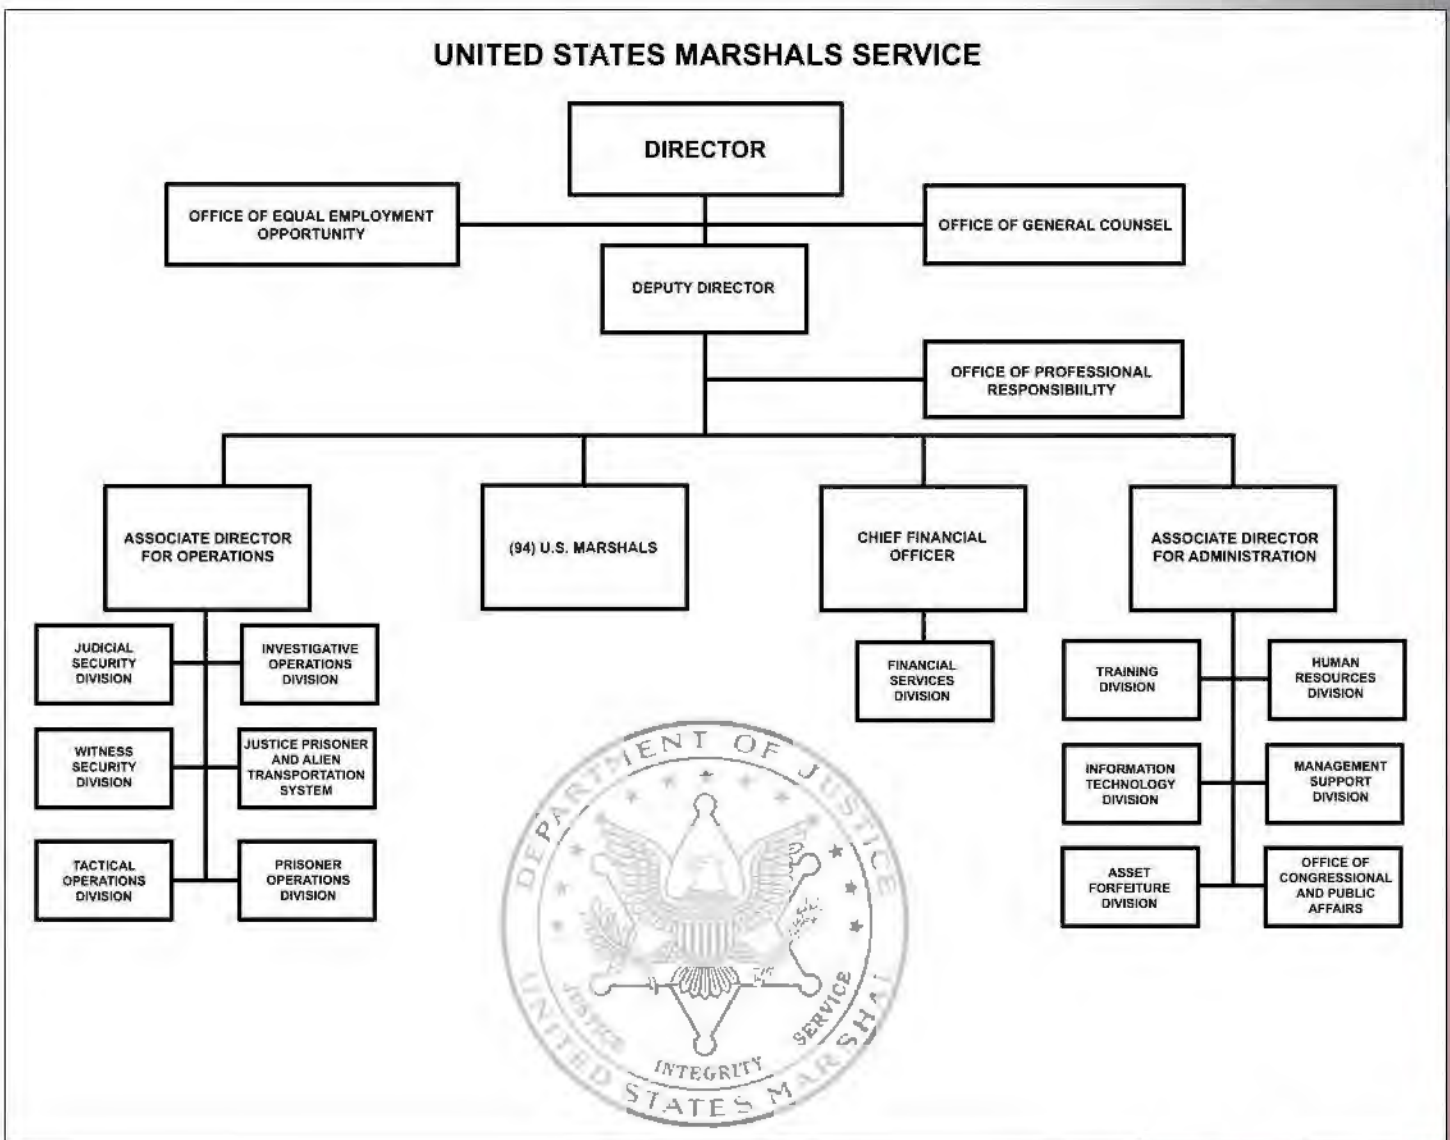 UNITED STATES MARSHALS SERVICE
DIRECTOR
OFFICE OF EQUAL EMPLOYMENT
OPPORTUNITY
OFFICE OF GENERAL COUNSEL
DEPUTY DIRECTOR
OFFICE OF PROFESSIONAL
RESPONSIBIILITY
ASSOCIATE DIRECTOR
FOR OPERATIONS
(94) U.S. MARSHALS
CHIEF FINANCIAL
OFFICER
ASSOCIATE DIRECTOR
FOR ADMINISTRATION
JUDICIAL
SECURITY
DIVISION
INVESTIGATIVE
OPERATIONS
DIVISION
WITNESS
SECURITY
DIVISION
JUSTICE PRISONER
AND ALIEN
TRANSPORTATION
SYSTEM
TACTICAL
OPERATIONS
DIVISION
PRISONER
OPERATIONS
DIVISION
FINANCIAL
SERVICES
DIVISION
TRAINING
DIVISION
HUMAN
RESOURCES
DIVISION
INFORMATION
TECHNOLOGY
DIVISION
MANAGEMENT
SUPPORT
DIVISION
ASSET
FORFEITURE
DIVISION
OFFICE OF
CONGRESSIONAL
AND PUBLIC
AFFAIRS
DEPARTMENT OF JUSTICE
UNITED STATES MARSHAL
JUSTICE INTEGRITY SERVICE